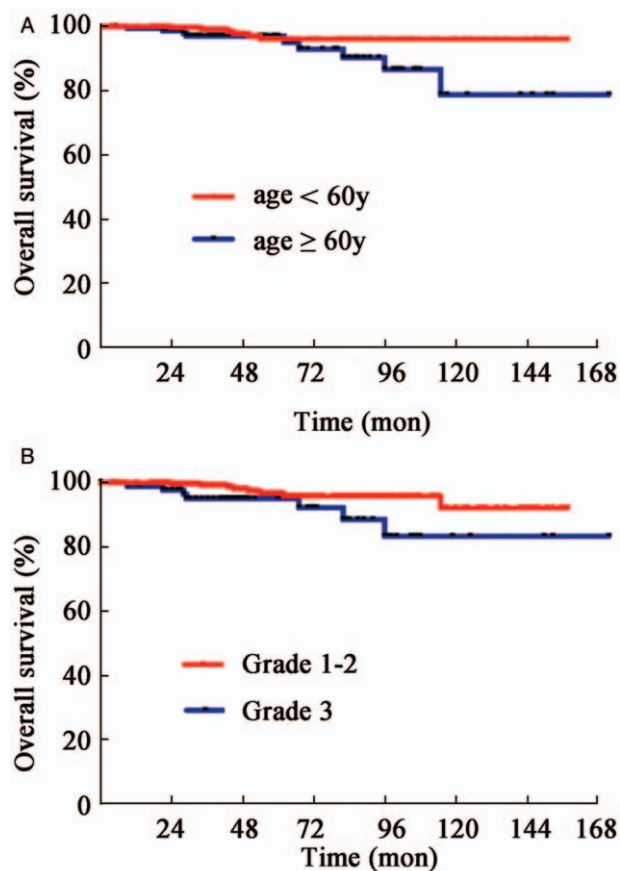 A
Overall survival (%)
100
80
60
40
20
0
age < 60y
age ≥ 60y
24 48 72 96 120 144 168
Time (mon)
B
Overall survival (%)
100
80
60
40
20
0
Grade 1-2
Grade 3
24 48 72 96 120 144 168
Time (mon)